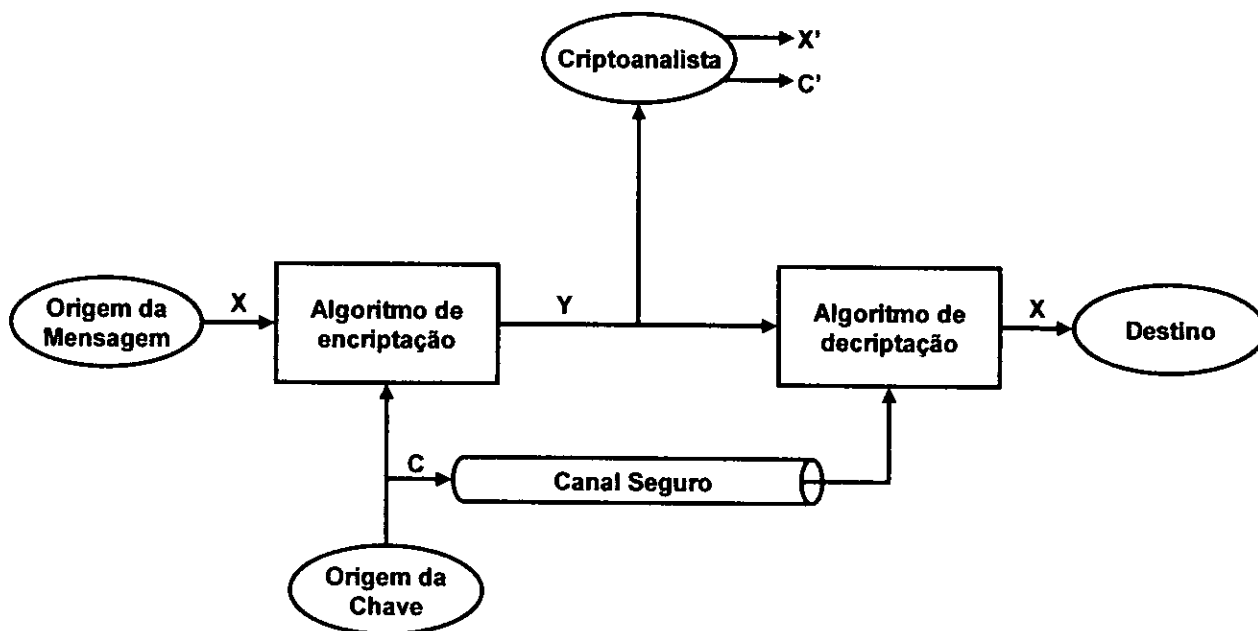 Criptoanalista
X'
C'
Origem da
Mensagem
X
Algoritmo de
encriptação
Y
Algoritmo de
decriptação
X
Destino
C
Canal Seguro
Origem da
Chave